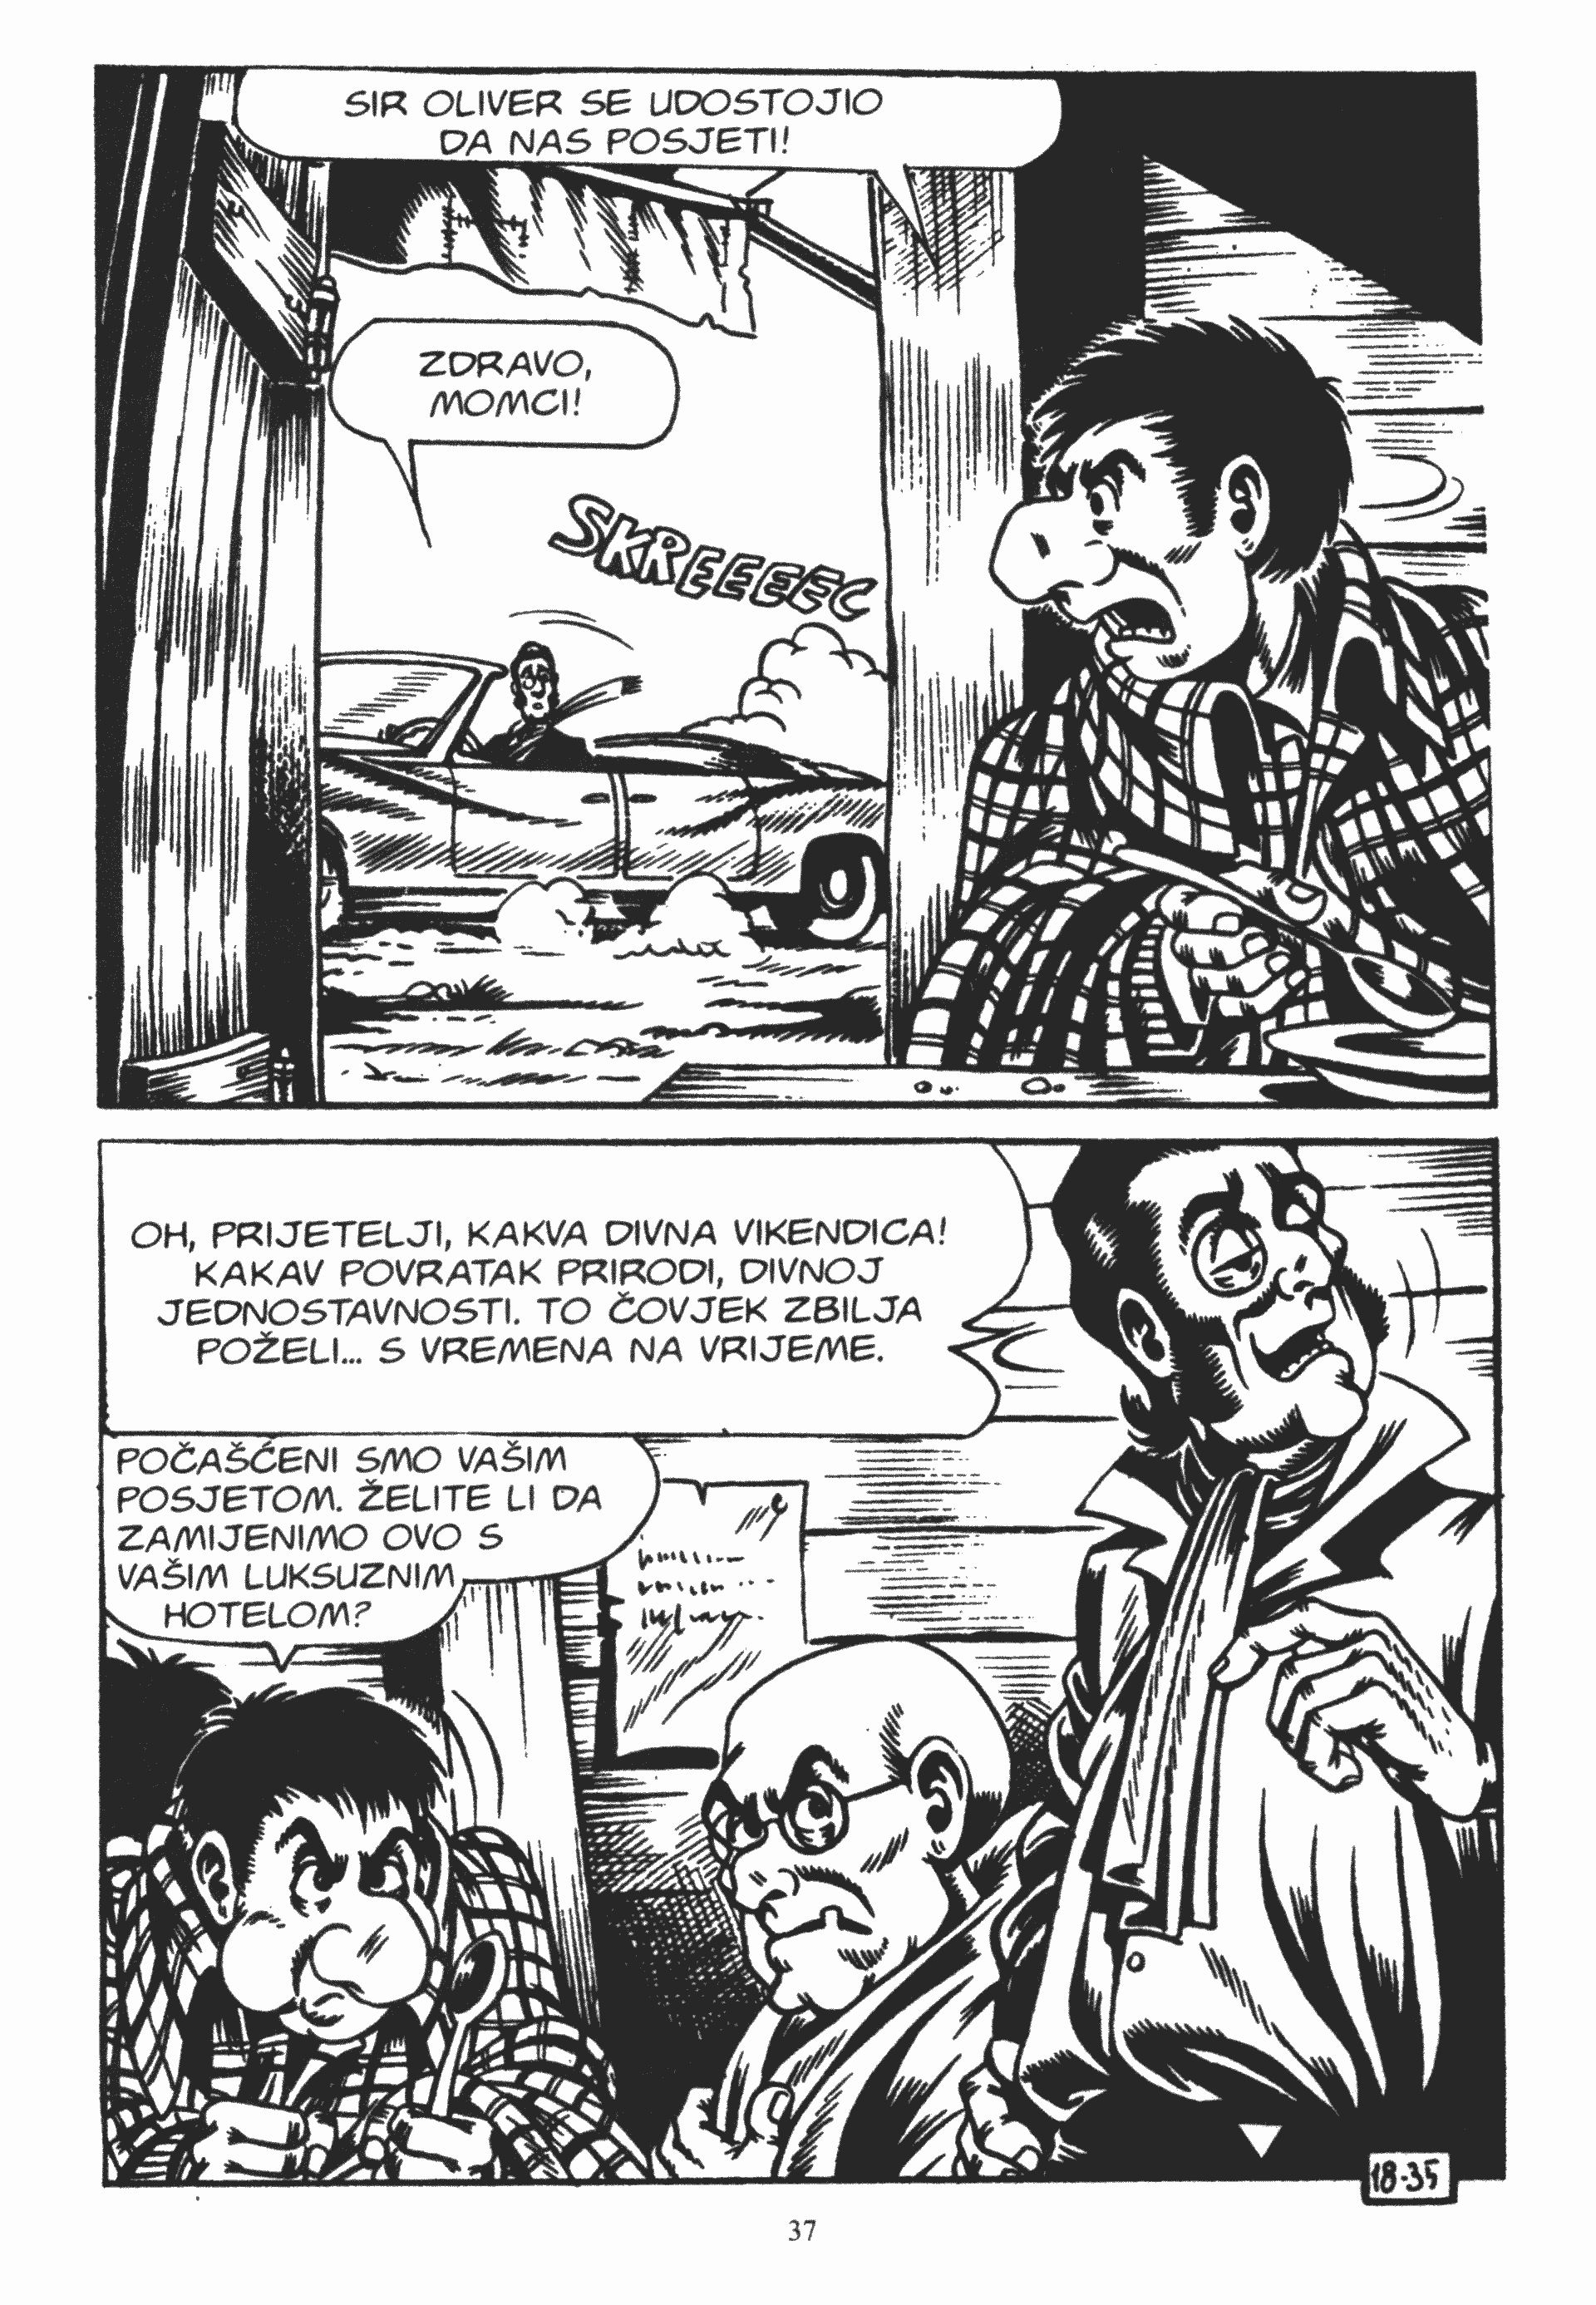 SIR OLIVER SE UDOSTOJIO
DA NAS POSJETI!
ZDRAVO,
MOMCI!
SKREEEEC
OH, PRIJETELJI, KAKVA DIVNA VIKENDICA!
KAKAV POVRATAK PRIRODI, DIVNOJ
JEDNOSTAVNOSTI. TO ČOVJEK ZBILJA
POŽELI... S VREMENA NA VRIJEME.
POČAŠĆENI SMO VAŠIM
POSJETOM. ŽELITE LI DA
ZAMIJENIMO OVO S
VAŠIM LUKSUZNIM
HOTELOM?
18-35
37